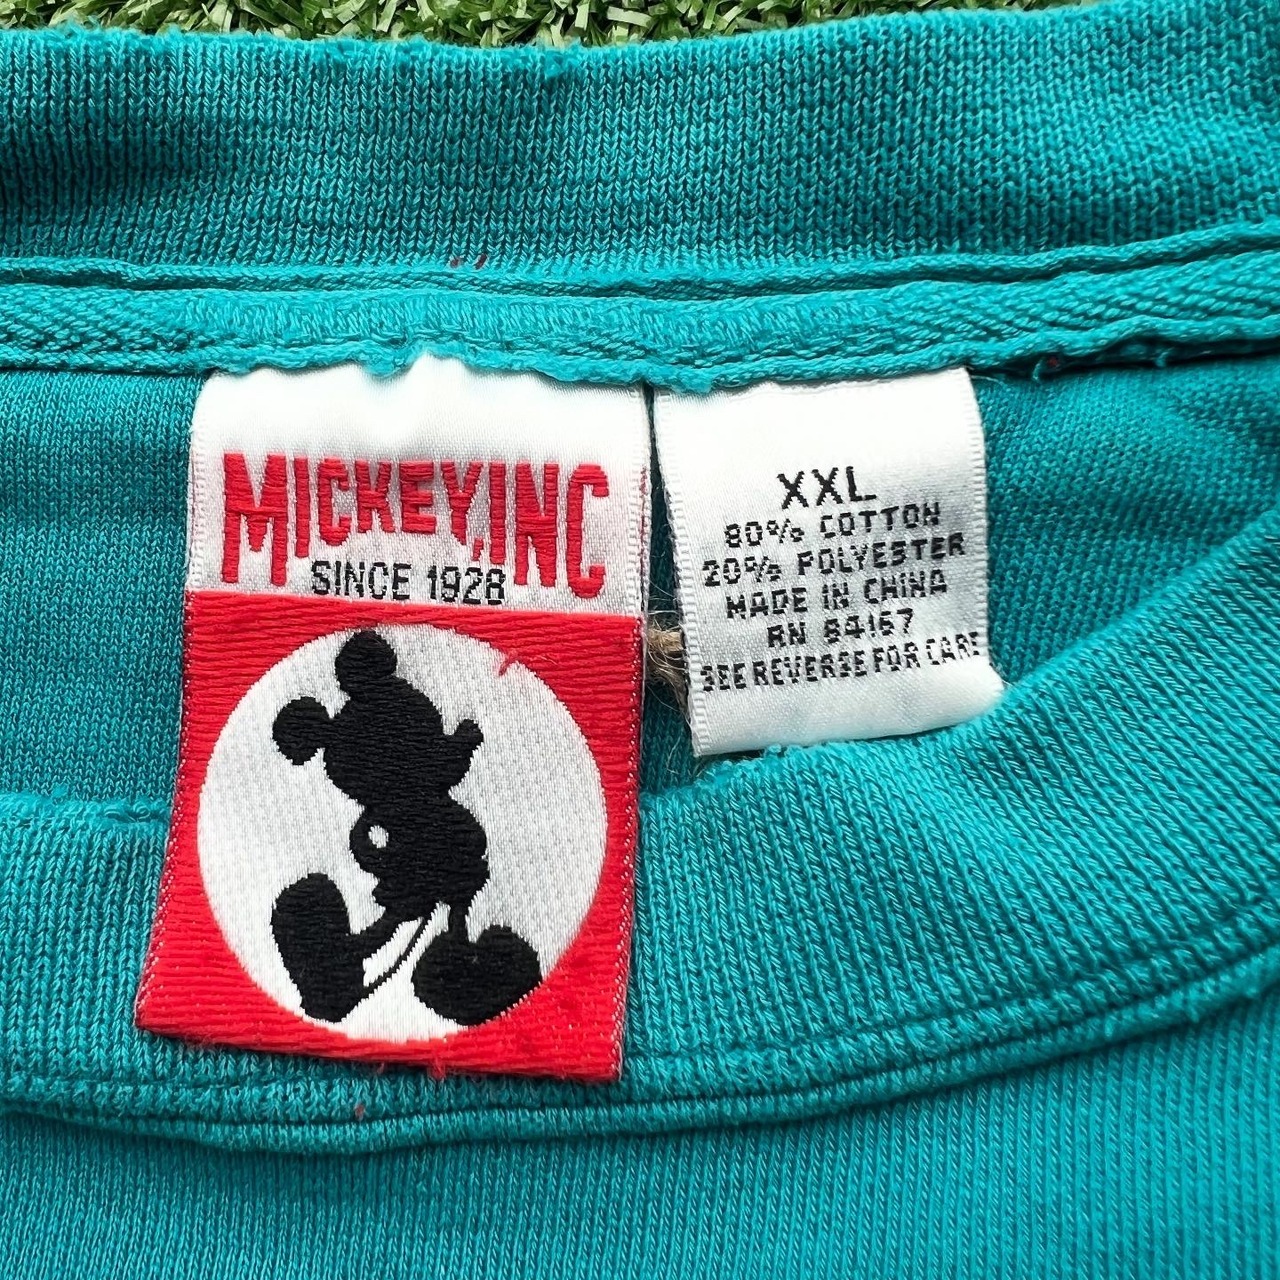 MICKEY, INC
SINCE 1928
XXL
80% COTTON
20% POLYESTER
MADE IN CHINA
RN 84167
SEE REVERSE FOR CARE